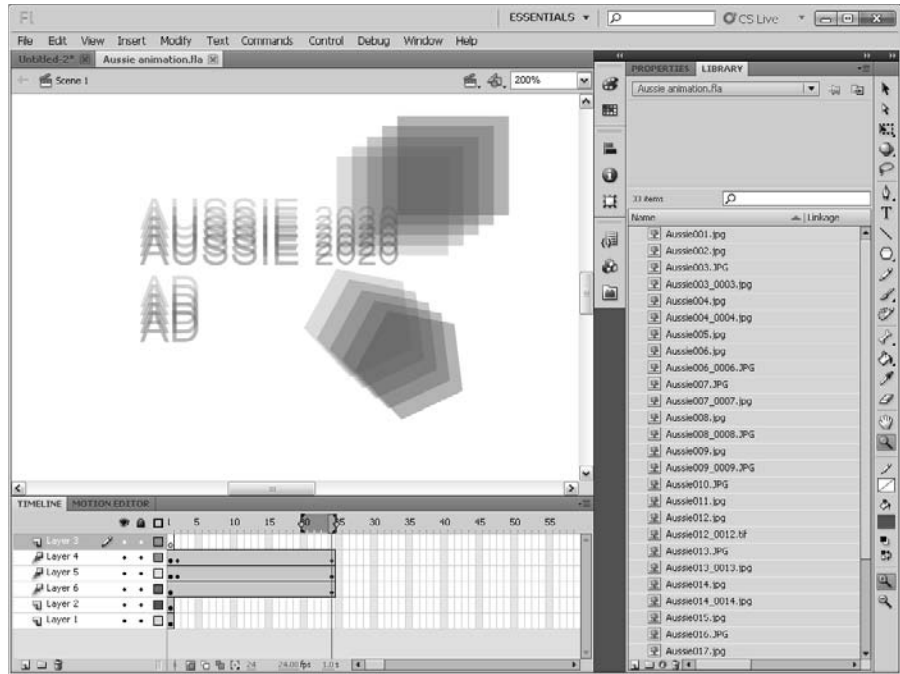 Fl
ESSENTIALS
CS Live
File Edit View Insert Modify Text Commands Control Debug Window Help
Untitled-2* Aussie animation.fla
Scene 1
200%
PROPERTIES LIBRARY
Aussie animation.fla
33 items
Name Linkage
AUSSIE 2020
AD
Aussie001.jpg
Aussie002.jpg
Aussie003.JPG
Aussie003_0003.jpg
Aussie004.jpg
Aussie004_0004.jpg
Aussie005.jpg
Aussie006.jpg
Aussie006_0006.JPG
Aussie007.JPG
Aussie007_0007.jpg
Aussie008.jpg
Aussie008_0008.JPG
Aussie009.jpg
Aussie009_0009.JPG
Aussie010.JPG
Aussie011.jpg
Aussie012.jpg
Aussie012_0012.tif
Aussie013.JPG
Aussie013_0013.jpg
Aussie014.jpg
Aussie014_0014.jpg
Aussie015.jpg
Aussie016.JPG
Aussie017.jpg
TIMELINE MOTION EDITOR
1 5 10 15 20 25 30 35 40 45 50 55
Layer 3
Layer 4
Layer 5
Layer 6
Layer 2
Layer 1
24 24.00 fps 1.0 s